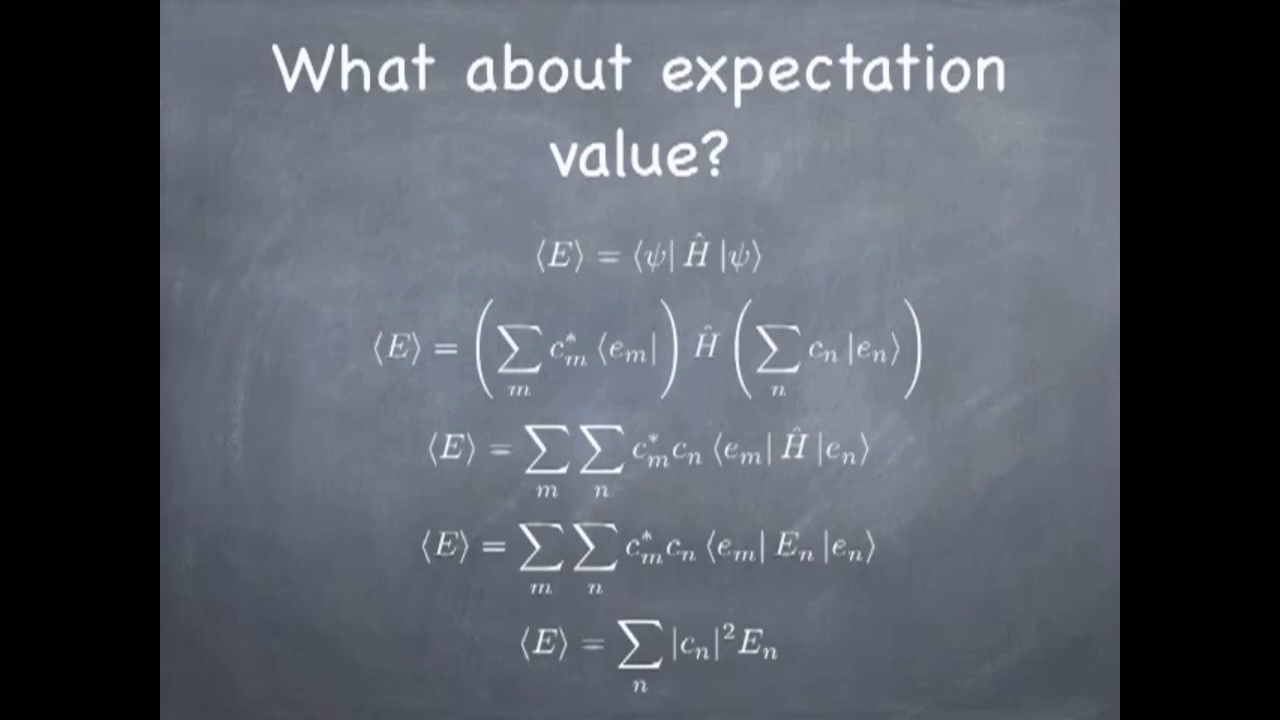 What about expectation
value?
⟨E⟩ = ⟨ψ| Ĥ |ψ⟩
⟨E⟩ = (∑_m c*_m ⟨e_m|) Ĥ (∑_n c_n |e_n⟩)
⟨E⟩ = ∑_m ∑_n c*_m c_n ⟨e_m| Ĥ |e_n⟩
⟨E⟩ = ∑_m ∑_n c*_m c_n ⟨e_m| E_n |e_n⟩
⟨E⟩ = ∑_n |c_n|² E_n